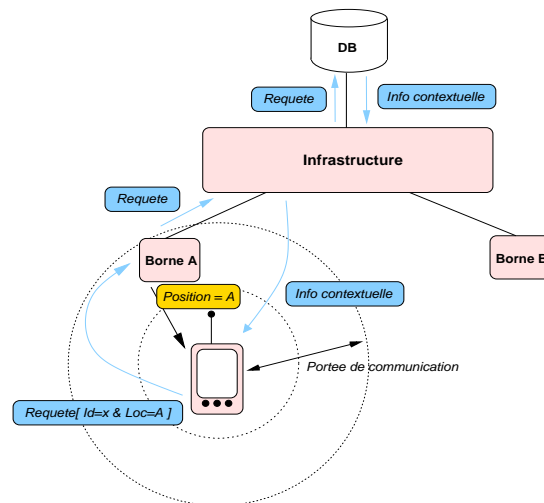 DB
Requete
Info contextuelle
Infrastructure
Requete
Borne A
Borne B
Position = A
Info contextuelle
Portee de communication
Requete[ Id=x & Loc=A ]